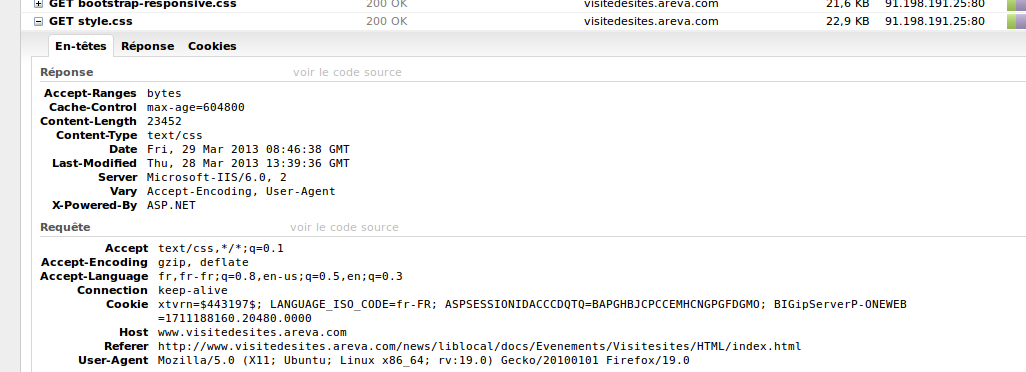 GET bootstrap-responsive.css 200 OK visitedesites.areva.com 21,6 KB 91.198.191.25:80
GET style.css 200 OK visitedesites.areva.com 22,9 KB 91.198.191.25:80
En-têtes Réponse Cookies
Réponse voir le code source
Accept-Ranges bytes
Cache-Control max-age=604800
Content-Length 23452
Content-Type text/css
Date Fri, 29 Mar 2013 08:46:38 GMT
Last-Modified Thu, 28 Mar 2013 13:39:36 GMT
Server Microsoft-IIS/6.0, 2
Vary Accept-Encoding, User-Agent
X-Powered-By ASP.NET
Requête voir le code source
Accept text/css,*/*;q=0.1
Accept-Encoding gzip, deflate
Accept-Language fr,fr-fr;q=0.8,en-us;q=0.5,en;q=0.3
Connection keep-alive
Cookie xtvrn=$443197$; LANGUAGE_ISO_CODE=fr-FR; ASPSESSIONIDACCCDQTQ=BAPGHBJCPCCEMHCNGPGFDGMO; BIGipServerP-ONEWEB
=1711188160.20480.0000
Host www.visitedesites.areva.com
Referer http://www.visitedesites.areva.com/news/liblocal/docs/Evenements/Visitesites/HTML/index.html
User-Agent Mozilla/5.0 (X11; Ubuntu; Linux x86_64; rv:19.0) Gecko/20100101 Firefox/19.0